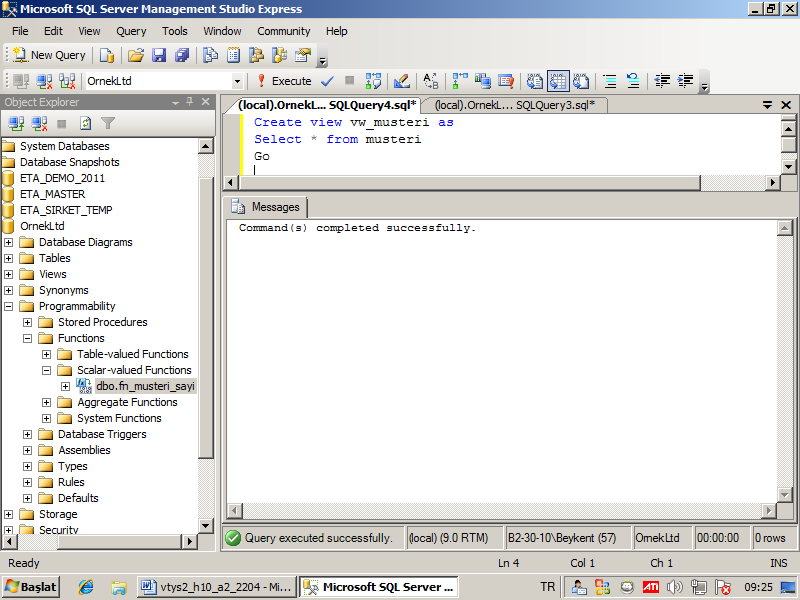 Microsoft SQL Server Management Studio Express
File Edit View Query Tools Window Community Help
New Query
OrnekLtd Execute
Object Explorer
(local).OrnekL... SQLQuery4.sql* (local).OrnekL... SQLQuery3.sql*
System Databases
Database Snapshots
ETA_DEMO_2011
ETA_MASTER
ETA_SIRKET_TEMP
OrnekLtd
Database Diagrams
Tables
Views
Synonyms
Programmability
Stored Procedures
Functions
Table-valued Functions
Scalar-valued Functions
dbo.fn_musteri_sayi
Aggregate Functions
System Functions
Database Triggers
Assemblies
Types
Rules
Defaults
Storage
Security
Create view vw_musteri as
Select * from musteri
Go
Messages
Command(s) completed successfully.
Query executed successfully. (local) (9.0 RTM) B2-30-10\Beykent (57) OrnekLtd 00:00:00 0 rows
Ready Ln 4 Col 1 Ch 1 INS
Başlat vtys2_h10_a2_2204 - Mi... Microsoft SQL Server ... TR ATI 09:25